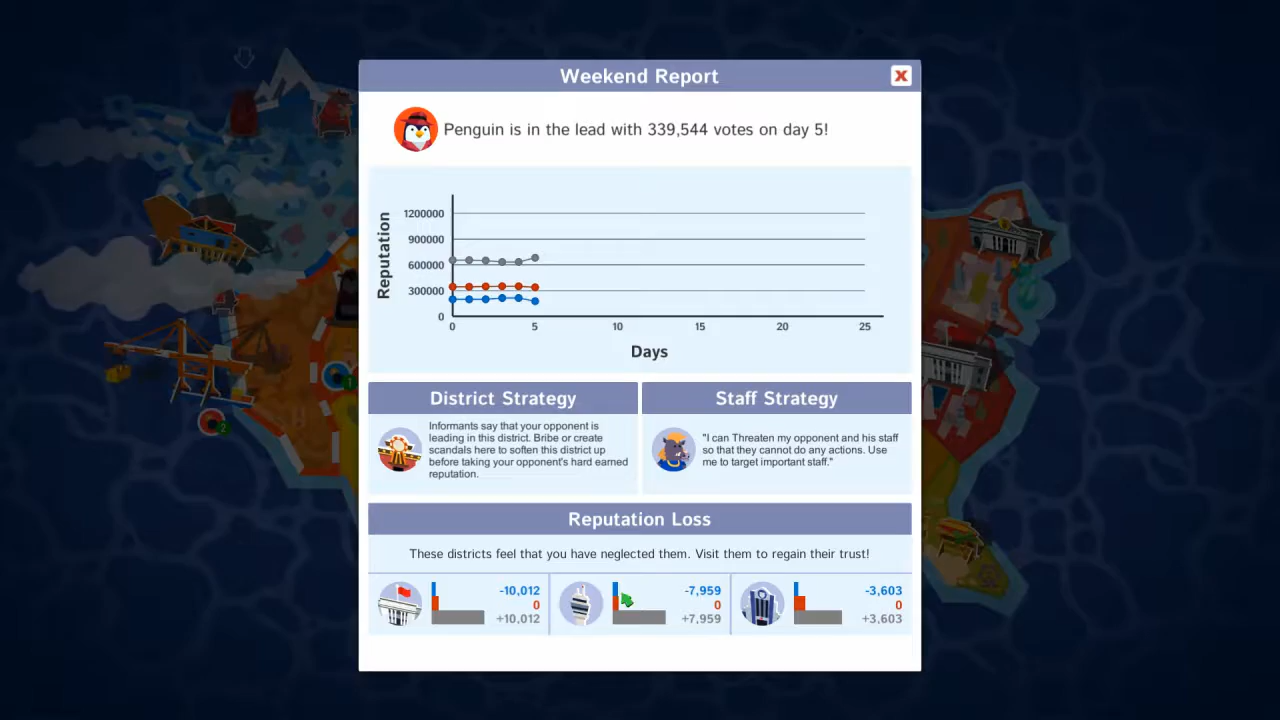 Weekend Report
X
Penguin is in the lead with 339,544 votes on day 5!
Reputation
1200000
900000
600000
300000
0
0 5 10 15 20 25
Days
District Strategy
Informants say that your opponent is
leading in this district. Bribe or create
scandals here to soften this district up
before taking your opponent's hard earned
reputation.
Staff Strategy
"I can Threaten my opponent and his staff
so that they cannot do any actions. Use
me to target important staff."
Reputation Loss
These districts feel that you have neglected them. Visit them to regain their trust!
-10,012
0
+10,012
-7,959
0
+7,959
-3,603
0
+3,603
1
2